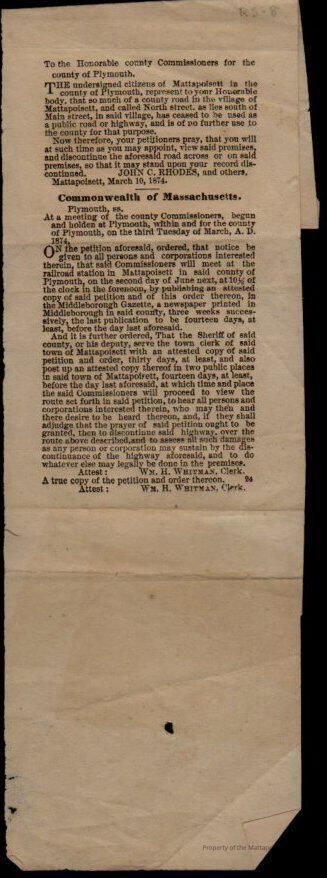 RS-8
To the Honorable county Commissioners for the
county of Plymouth.
THE undersigned citizens of Mattapoisett in the
county of Plymouth, represent to your Honorable
body, that so much of a county road in the village of
Mattapoisett, and called North street, as lies south of
Main street, in said village, has ceased to be used as
a public road or highway, and is of no further use to
the county for that purpose.
Now therefore, your petitioners pray, that you will
at such time as you may appoint, view said premises,
and discontinue the aforesaid road across or on said
premises, so that it may stand upon your record dis-
continued. JOHN C. RHODES, and others.
Mattapoisett, March 10, 1874.
Commonwealth of Massachusetts.
Plymouth, ss.
At a meeting of the county Commissioners, begun
and holden at Plymouth, within and for the county
of Plymouth, on the third Tuesday of March, A. D.
1874,
ON the petition aforesaid, ordered, that notice be
given to all persons and corporations interested
therein, that said Commissioners will meet at the
railroad station in Mattapoisett in said county of
Plymouth, on the second day of June next, at 10½ of
the clock in the forenoon, by publishing an attested
copy of said petition and of this order thereon, in
the Middleborough Gazette, a newspaper printed in
Middleborough in said county, three weeks succes-
sively, the last publication to be fourteen days, at
least, before the day last aforesaid.
And it is further ordered, That the Sheriff of said
county, or his deputy, serve the town clerk of said
town of Mattapoisett with an attested copy of said
petition and order, thirty days, at least, and also
post up an attested copy thereof in two public places
in said town of Mattapoisett, fourteen days, at least,
before the day last aforesaid, at which time and place
the said Commissioners will proceed to view the
route set forth in said petition, to hear all persons and
corporations interested therein, who may then and
there desire to be heard thereon, and, if they shall
adjudge that the prayer of said petition ought to be
granted, then to discontinue said highway, over the
route above described, and to assess all such damages
as any person or corporation may sustain by the dis-
continuance of the highway aforesaid, and to do
whatever else may legally be done in the premises.
Attest: WM. H. WHITMAN, Clerk.
A true copy of the petition and order thereon. 24
Attest: WM. H. WHITMAN, Clerk.
Property of the Mattapo